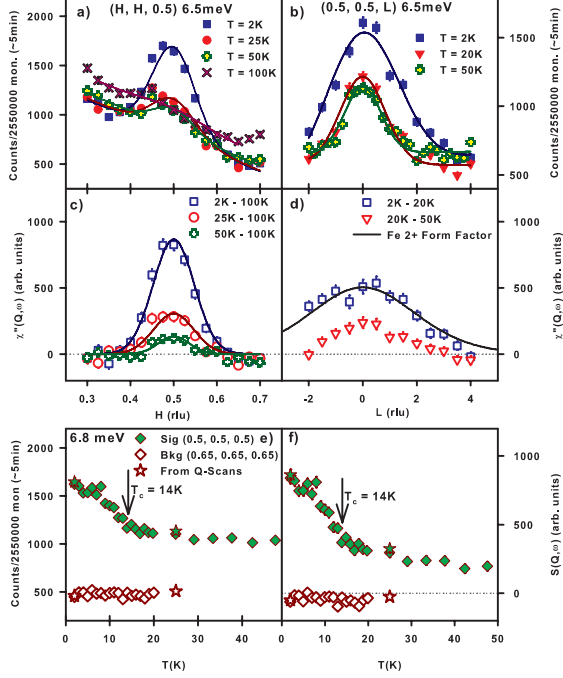 (H, H, 0.5) 6.5meV
(0.5, 0.5, L) 6.5meV
a)
T = 2K
T = 25K
T = 50K
T = 100K
b)
T = 2K
T = 20K
T = 50K
2000
1500
1000
500
1500
1000
500
Counts/2550000 mon. (~5min)
Counts/2550000 mon. (~5min)
c)
2K - 100K
25K - 100K
50K - 100K
d)
2K - 20K
20K - 50K
Fe 2+ Form Factor
1000
500
0
1000
500
0
χ"(Q,ω) (arb. units)
χ"(Q,ω) (arb. units)
0.3 0.4 0.5 0.6 0.7
-2 0 2 4
H (rlu)
L (rlu)
6.8 meV
Sig (0.5, 0.5, 0.5)
Bkg (0.65, 0.65, 0.65)
From Q-Scans
e)
f)
Tc = 14K
Tc = 14K
2000
1500
1000
500
1000
500
0
Counts/2550000 mon (~5min)
S(Q,ω) (arb. units)
0 10 20 30 40
0 10 20 30 40 50
T(K)
T(K)